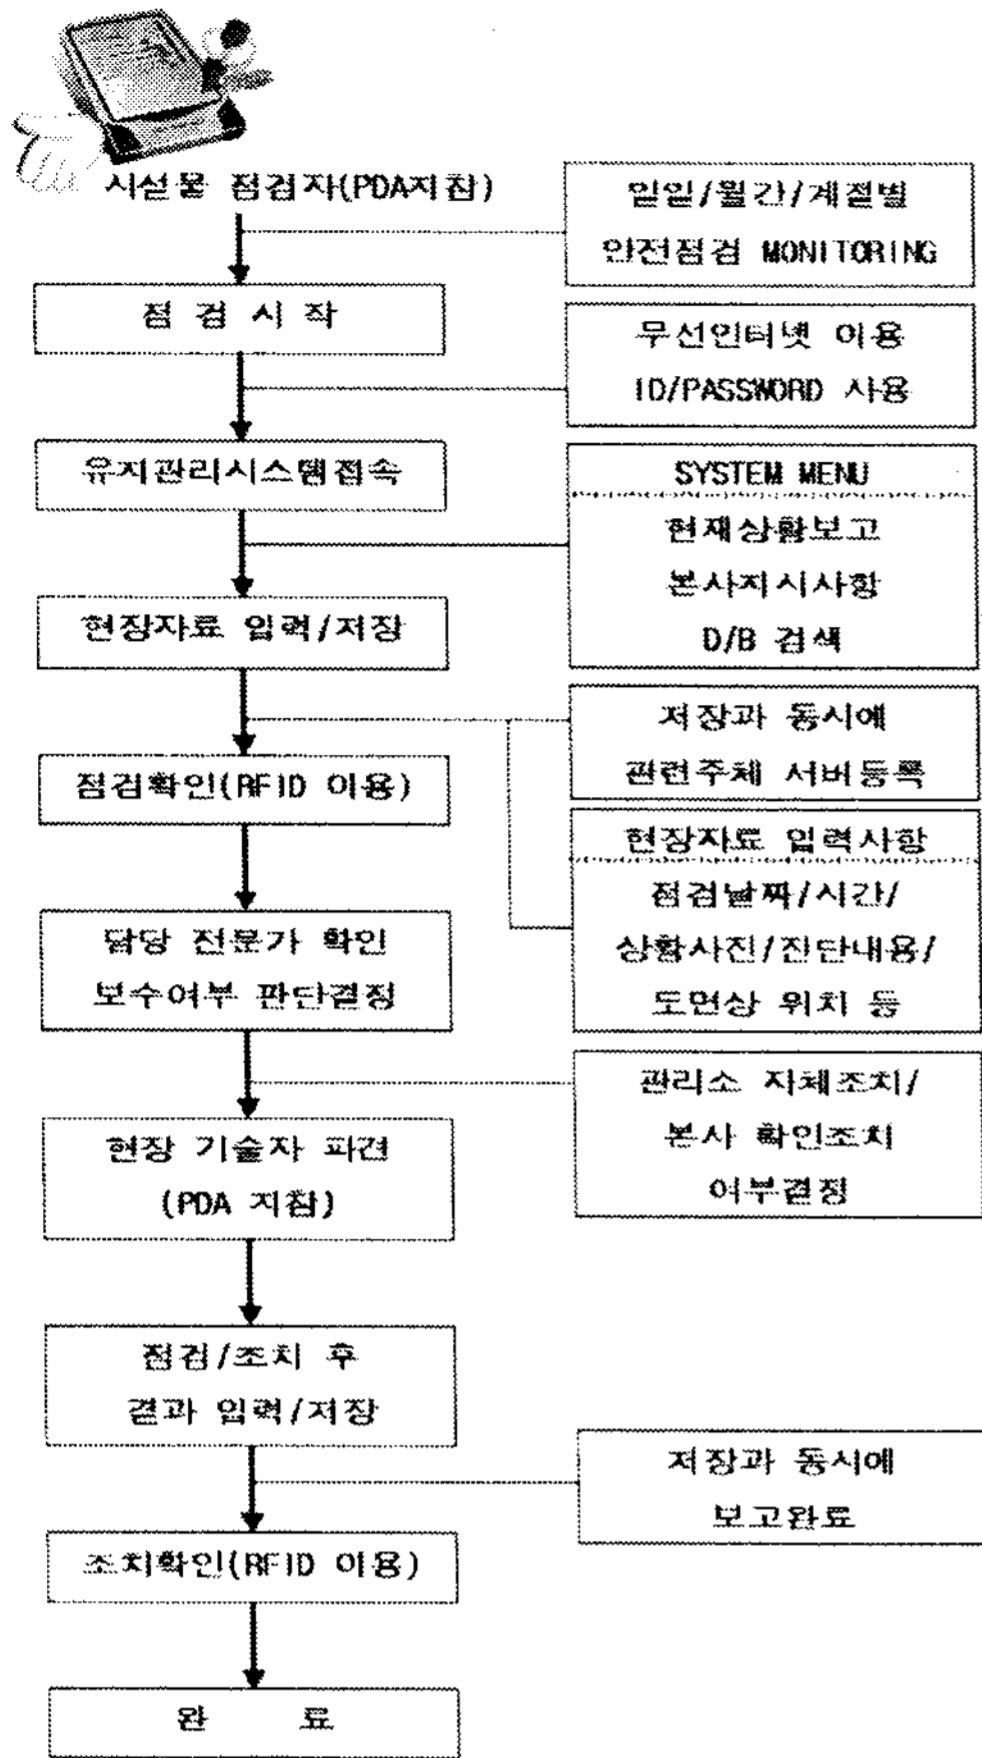 시설물 점검자(PDA지참)
일일/월간/계절별
안전점검 MONITORING
점 검 시 작
무선인터넷 이용
ID/PASSWORD 사용
유지관리시스템접속
SYSTEM MENU
현재상황보고
본사지시사항
D/B 검색
현장자료 입력/저장
저장과 동시에
관련주체 서버등록
점검확인(RFID 이용)
현장자료 입력사항
점검날짜/시간/
상황사진/진단내용/
도면상 위치 등
담당 전문가 확인
보수여부 판단결정
관리소 자체조치/
본사 확인조치
여부결정
현장 기술자 파견
(PDA 지참)
점검/조치 후
결과 입력/저장
저장과 동시에
보고완료
조치확인(RFID 이용)
완 료